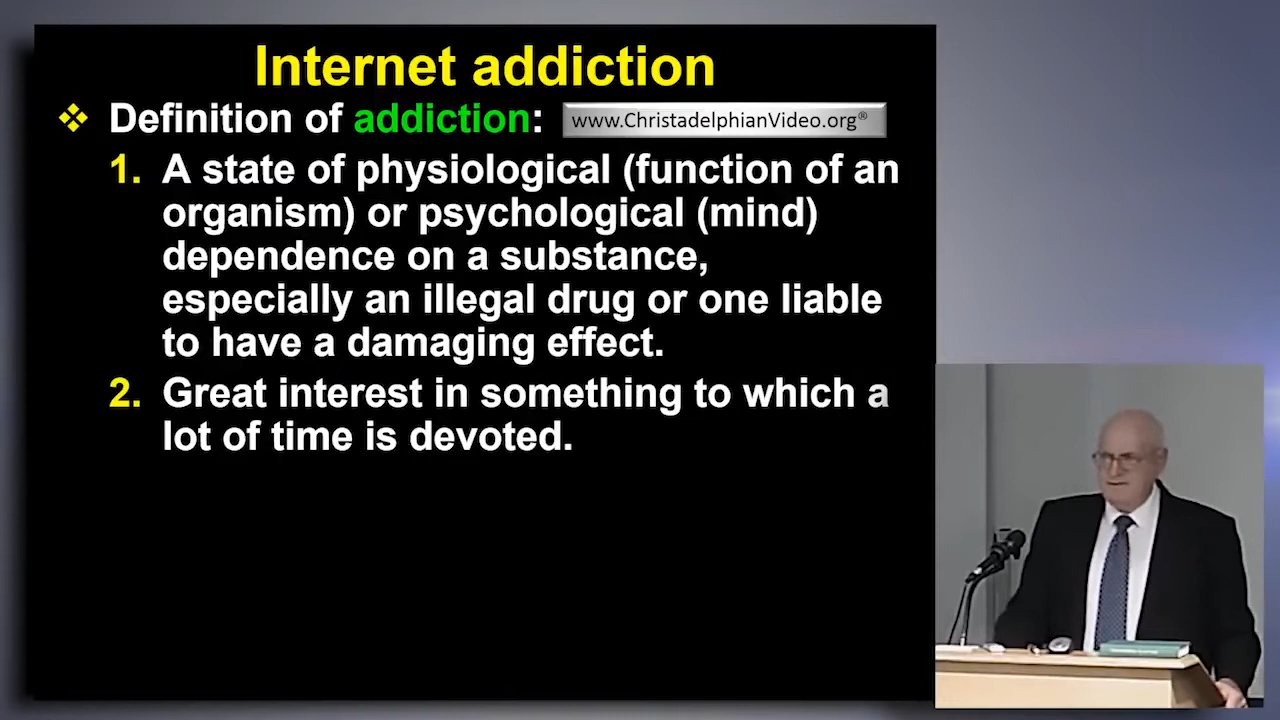 Internet addiction
❖ Definition of addiction:
www.ChristadelphianVideo.org®
1. A state of physiological (function of an
organism) or psychological (mind)
dependence on a substance,
especially an illegal drug or one liable
to have a damaging effect.
2. Great interest in something to which a
lot of time is devoted.